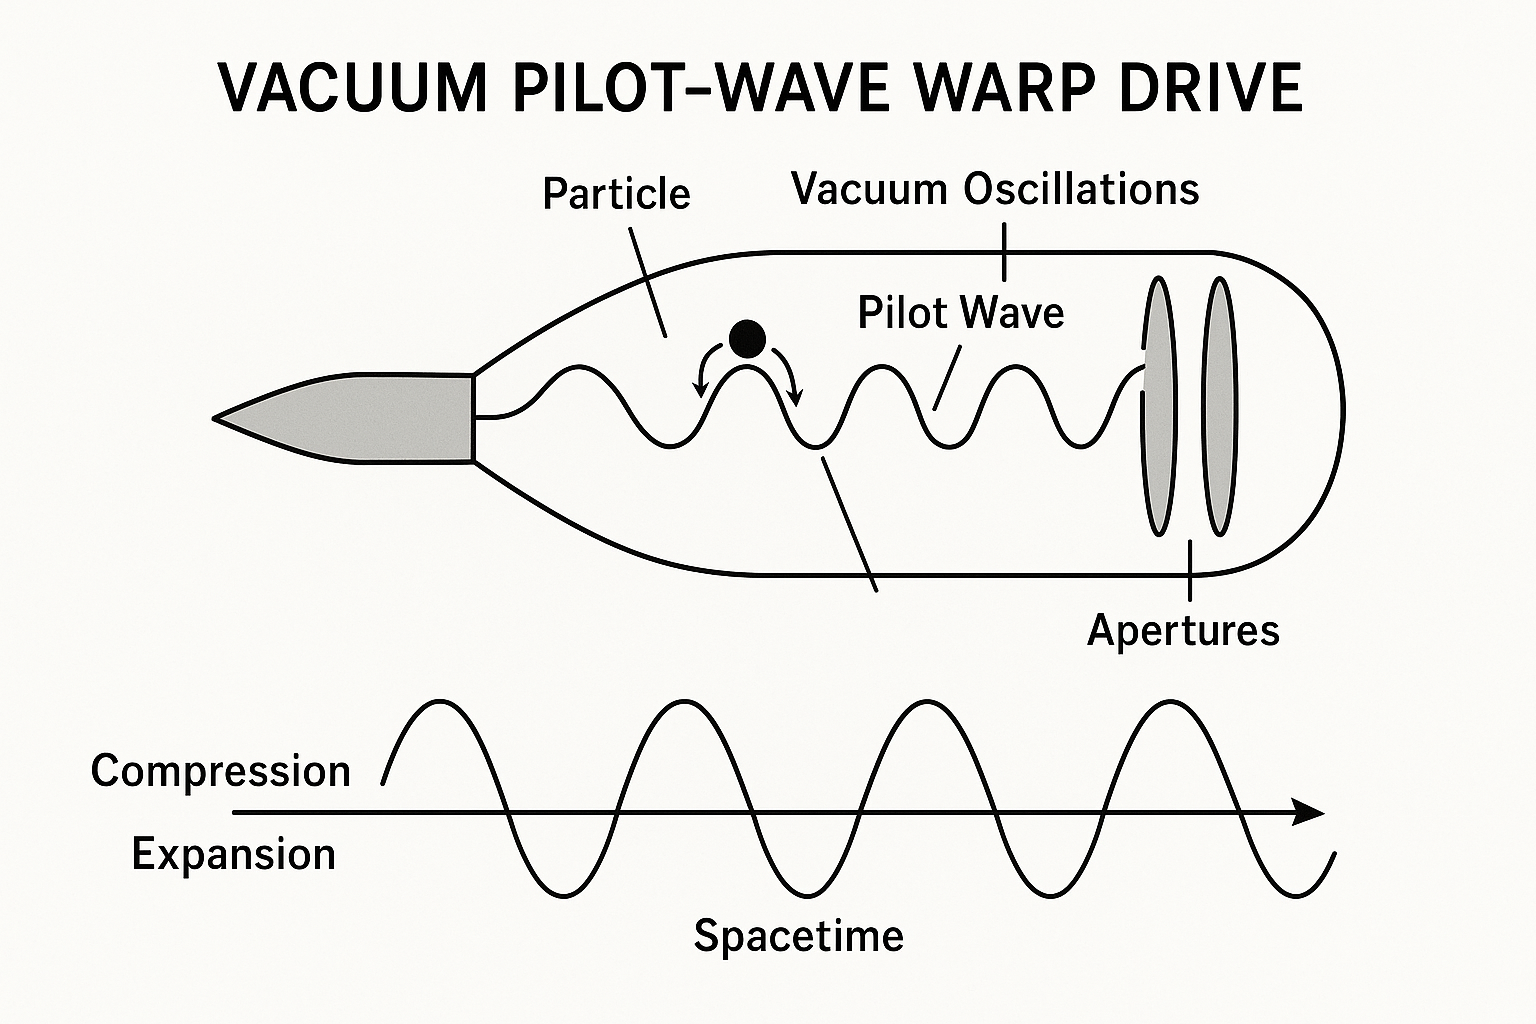 VACUUM PILOT–WAVE WARP DRIVE
Particle
Vacuum Oscillations
Pilot Wave
Apertures
Compression
Expansion
Spacetime